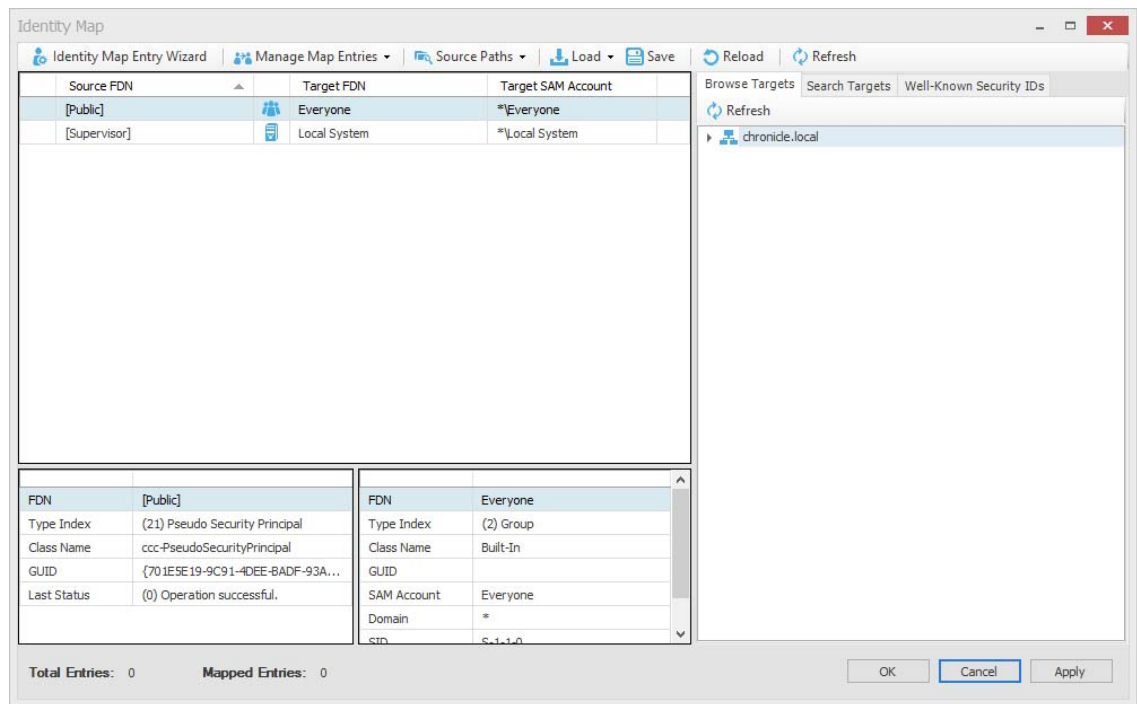 Identity Map
Identity Map Entry Wizard Manage Map Entries Source Paths Load Save Reload Refresh
Source FDN Target FDN Target SAM Account
[Public] Everyone *\Everyone
[Supervisor] Local System *\Local System
Browse Targets Search Targets Well-Known Security IDs
Refresh
chronicle.local
FDN [Public]
Type Index (21) Pseudo Security Principal
Class Name ccc-PseudoSecurityPrincipal
GUID {701E5E19-9C91-4DEE-BADF-93A...
Last Status (0) Operation successful.
FDN Everyone
Type Index (2) Group
Class Name Built-In
GUID
SAM Account Everyone
Domain *
SID S-1-1-0
Total Entries: 0 Mapped Entries: 0
OK Cancel Apply